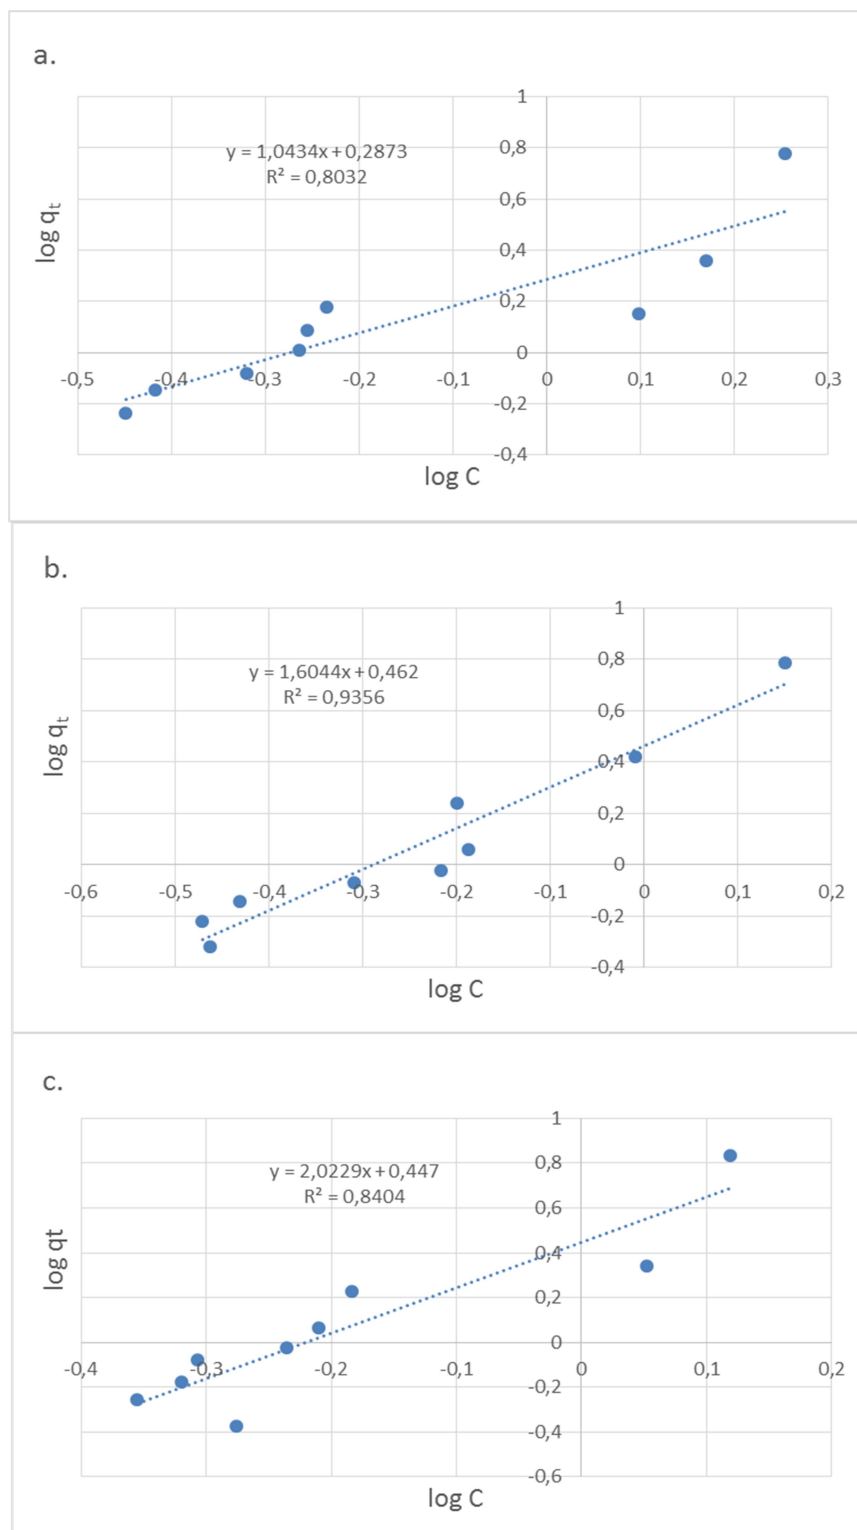 a.
1
y = 1,0434x + 0,2873
R² = 0,8032
0,8
0,6
0,4
0,2
0
-0,5 -0,4 -0,3 -0,2 -0,1 0 0,1 0,2 0,3
-0,2
-0,4
log qt
log C
b.
1
0,8
y = 1,6044x + 0,462
R² = 0,9356
0,6
0,4
0,2
0
-0,6 -0,5 -0,4 -0,3 -0,2 -0,1 0 0,1 0,2
-0,2
-0,4
log qt
log C
c.
1
y = 2,0229x + 0,447
R² = 0,8404
0,8
0,6
0,4
0,2
0
-0,4 -0,3 -0,2 -0,1 0 0,1 0,2
-0,2
-0,4
-0,6
log qt
log C